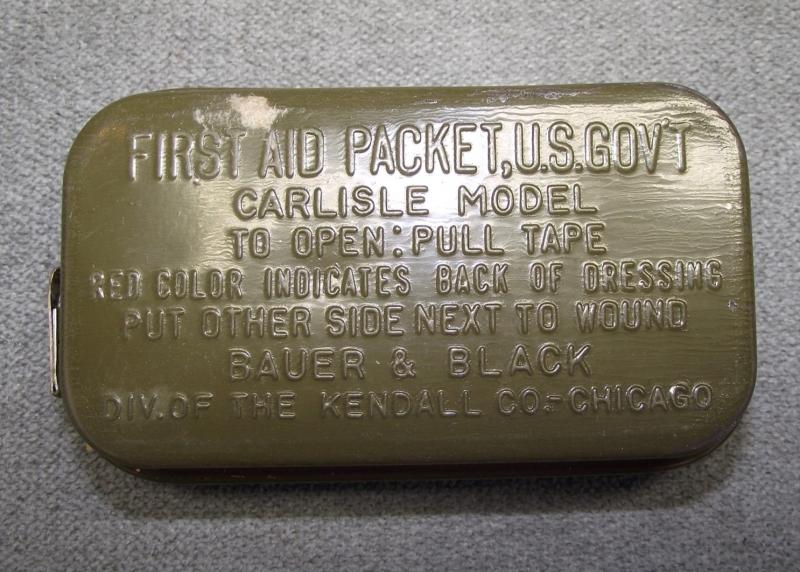 FIRST AID PACKET, U.S. GOV'T
CARLISLE MODEL
TO OPEN: PULL TAPE
RED COLOR INDICATES BACK OF DRESSING
PUT OTHER SIDE NEXT TO WOUND
BAUER & BLACK
DIV. OF THE KENDALL CO.-CHICAGO